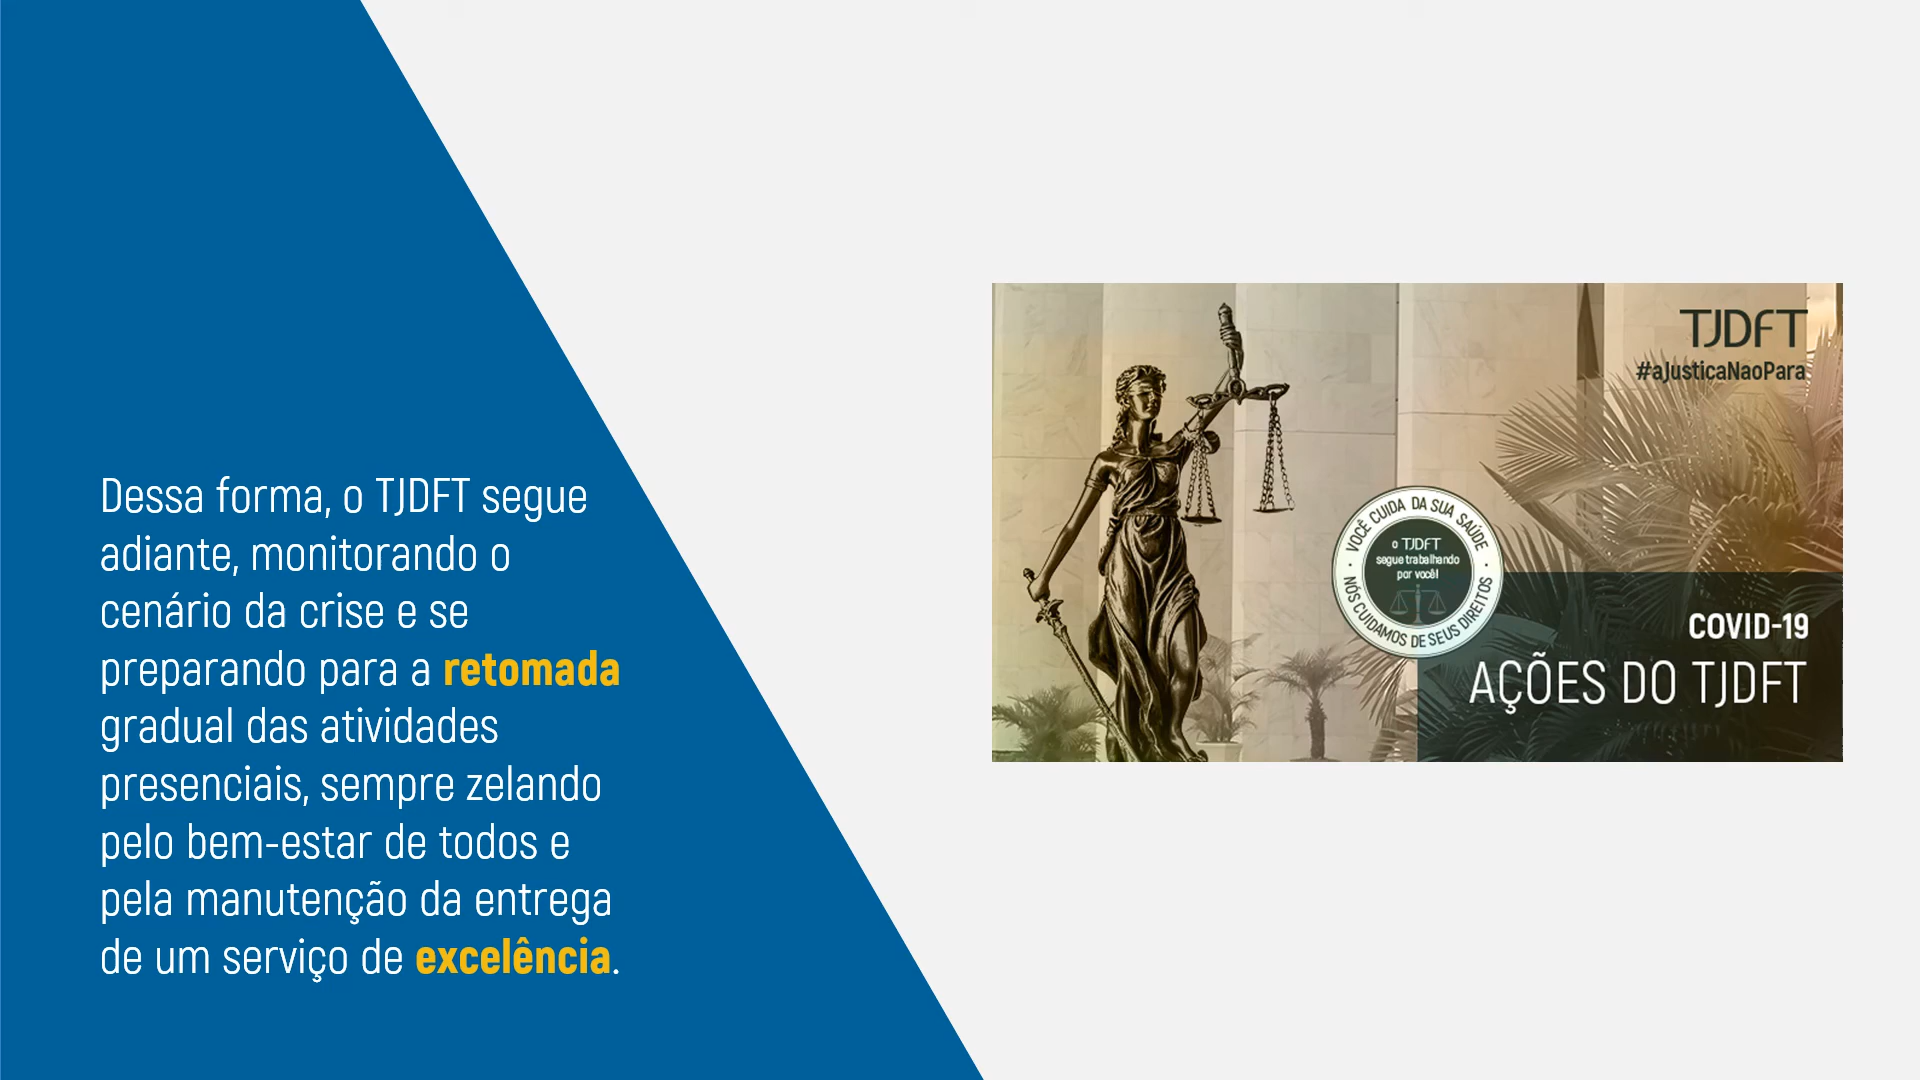 Dessa forma, o TJDFT segue
adiante, monitorando o
cenário da crise e se
preparando para a retomada
gradual das atividades
presenciais, sempre zelando
pelo bem-estar de todos e
pela manutenção da entrega
de um serviço de excelência.
TJDFT
#aJusticaNaoPara
VOCÊ CUIDA DA SUA SAÚDE
o TJDFT
segue trabalhando
por você!
NÓS CUIDAMOS DE SEUS DIREITOS
COVID-19
AÇÕES DO TJDFT